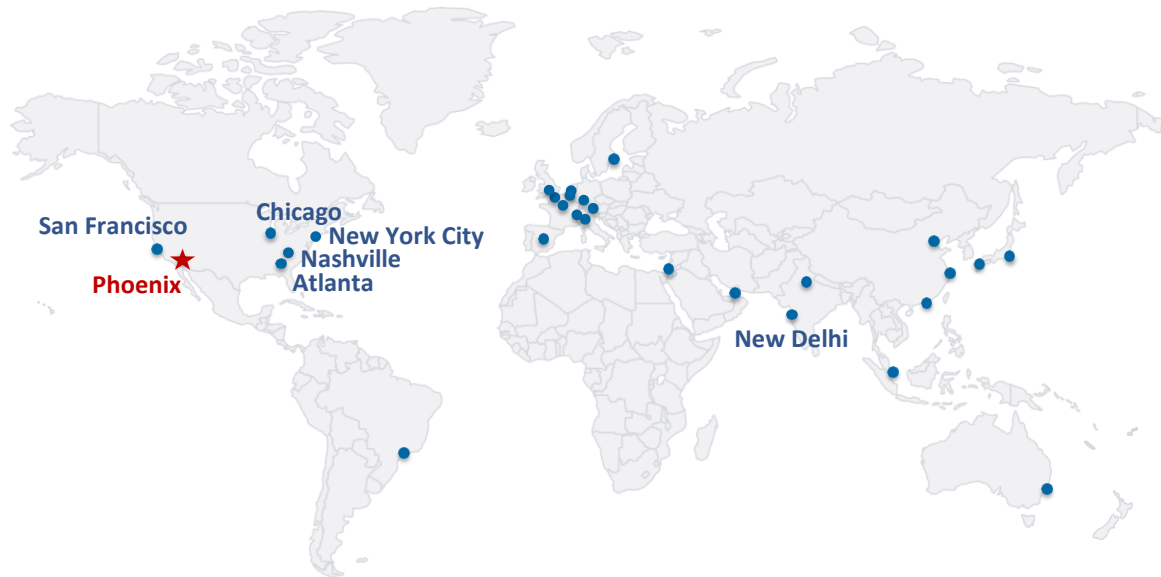 Chicago
San Francisco
New York City
Nashville
Phoenix
Atlanta
New Delhi